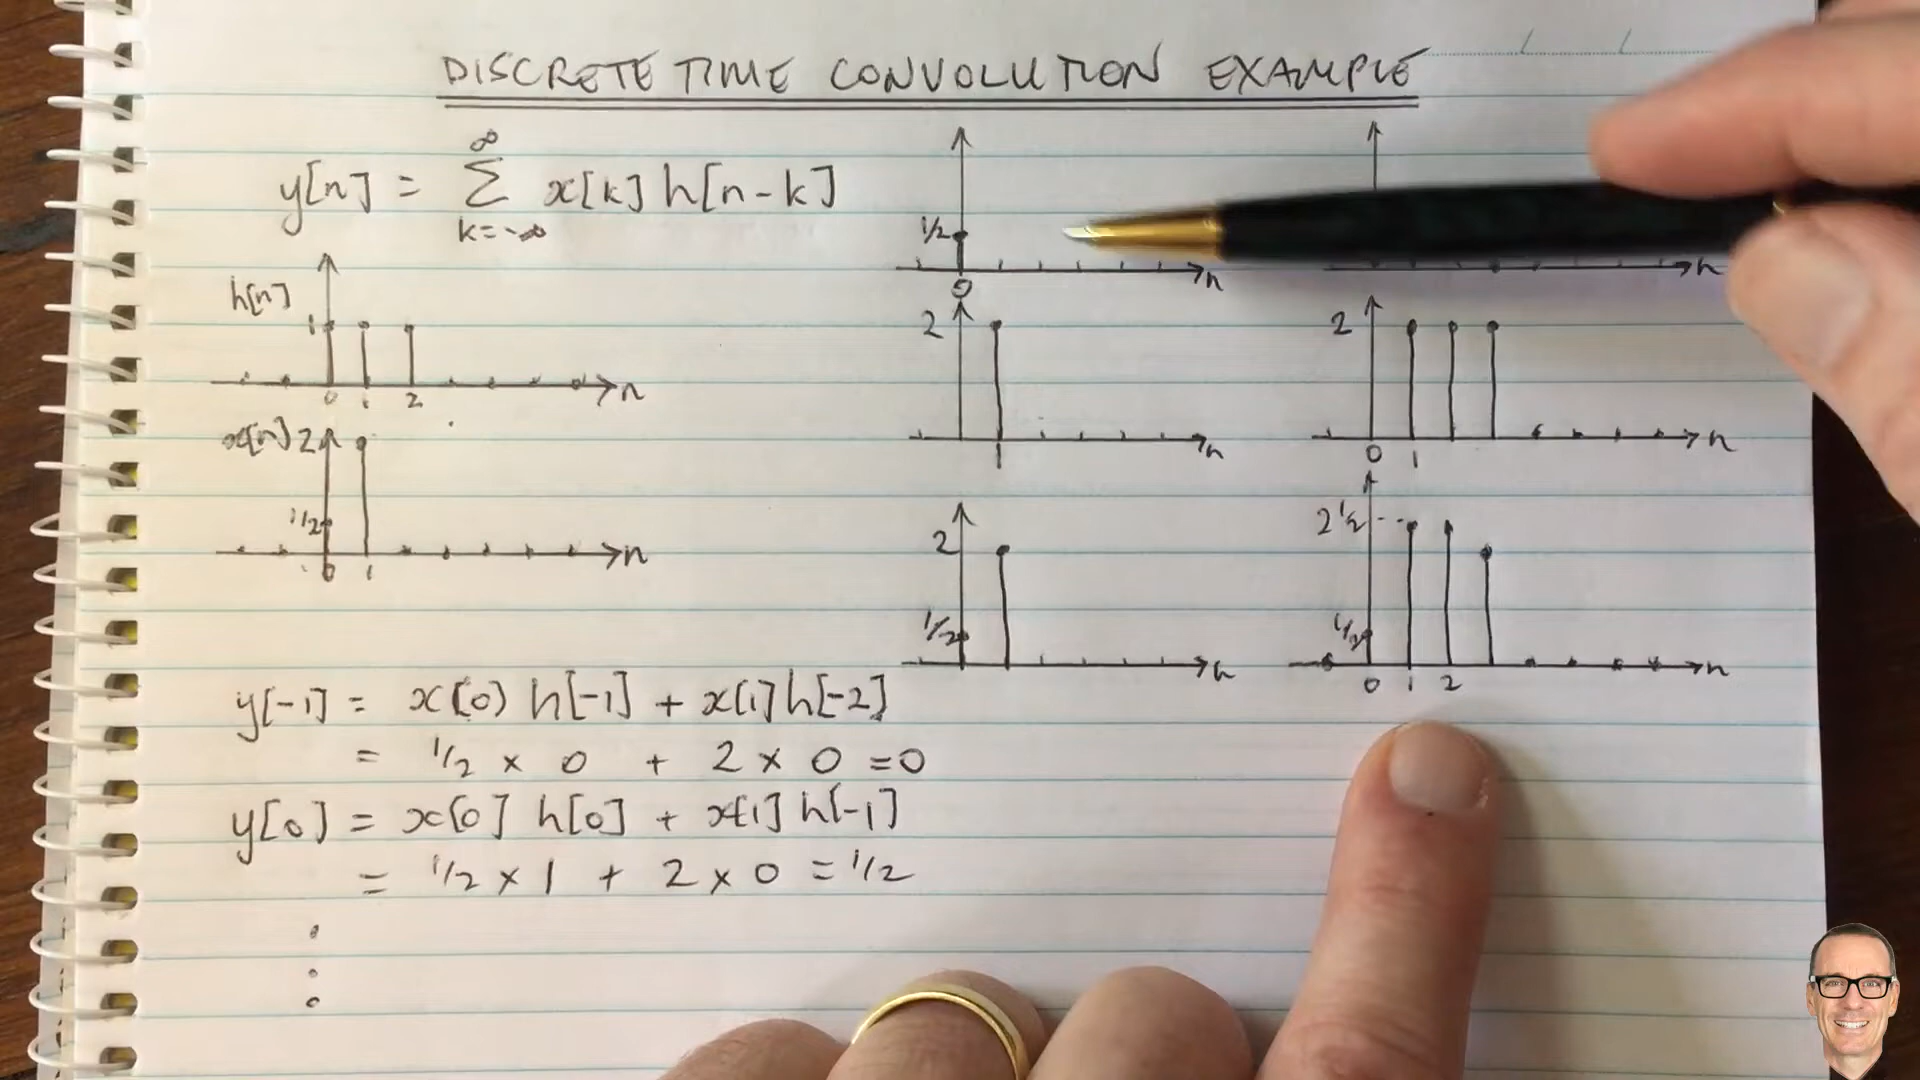 DISCRETE TIME CONVOLUTION EXAMPLE
y[n] = ∞ Σ k=-∞ x[k] h[n-k]
h[n]
1
0 1 2 n
x[n] 2
1/2
0 1 n
y[-1] = x[0) h[-1] + x[1] h[-2]
= 1/2 x 0 + 2 x 0 = 0
y[0] = x[0] h[0] + x[1] h[-1]
= 1/2 x 1 + 2 x 0 = 1/2
1/2
0 n
2
1 n
2
1/2
n
n
2
0 1 n
2 1/2
1/2
0 1 2 n